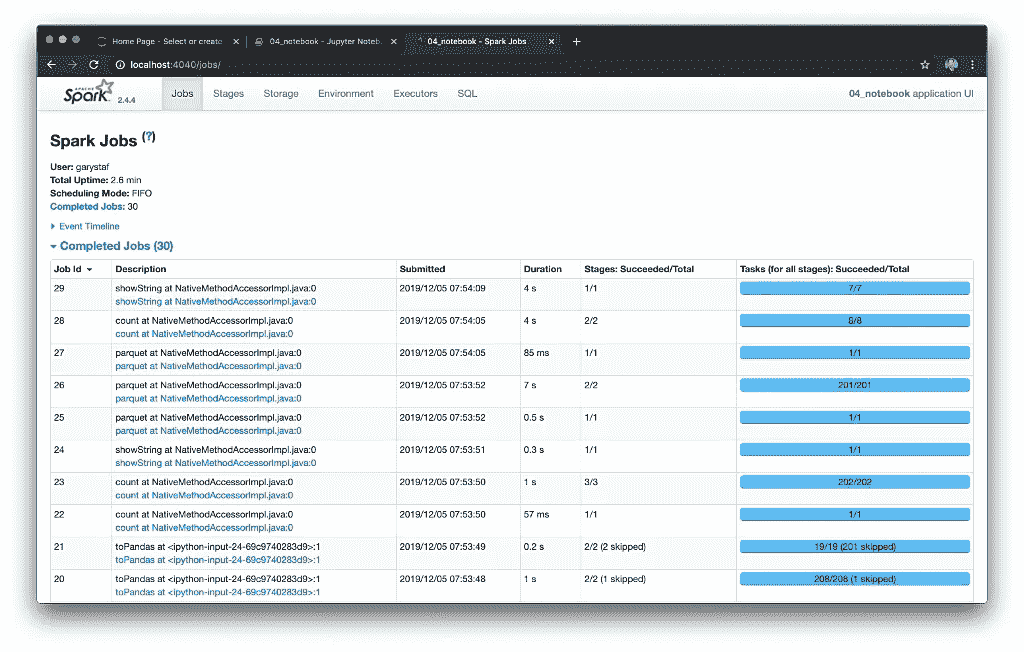 Home Page - Select or create
04_notebook - Jupyter Noteb
04_notebook - Spark Jobs
localhost:4040/jobs/
APACHE
Spark 2.4.4
Jobs Stages Storage Environment Executors SQL 04_notebook application UI
Spark Jobs (?)
User: garystaf
Total Uptime: 2.6 min
Scheduling Mode: FIFO
Completed Jobs: 30
Event Timeline
Completed Jobs (30)
Job Id Description Submitted Duration Stages: Succeeded/Total Tasks (for all stages): Succeeded/Total
29 showString at NativeMethodAccessorImpl.java:0 2019/12/05 07:54:09 4 s 1/1 7/7
showString at NativeMethodAccessorImpl.java:0
28 count at NativeMethodAccessorImpl.java:0 2019/12/05 07:54:05 4 s 2/2 8/8
count at NativeMethodAccessorImpl.java:0
27 parquet at NativeMethodAccessorImpl.java:0 2019/12/05 07:54:05 85 ms 1/1 1/1
parquet at NativeMethodAccessorImpl.java:0
26 parquet at NativeMethodAccessorImpl.java:0 2019/12/05 07:53:52 7 s 2/2 201/201
parquet at NativeMethodAccessorImpl.java:0
25 parquet at NativeMethodAccessorImpl.java:0 2019/12/05 07:53:52 0.5 s 1/1 1/1
parquet at NativeMethodAccessorImpl.java:0
24 showString at NativeMethodAccessorImpl.java:0 2019/12/05 07:53:51 0.3 s 1/1 1/1
showString at NativeMethodAccessorImpl.java:0
23 count at NativeMethodAccessorImpl.java:0 2019/12/05 07:53:50 1 s 3/3 202/202
count at NativeMethodAccessorImpl.java:0
22 count at NativeMethodAccessorImpl.java:0 2019/12/05 07:53:50 57 ms 1/1 1/1
count at NativeMethodAccessorImpl.java:0
21 toPandas at <ipython-input-24-69c9740283d9>:1 2019/12/05 07:53:49 0.2 s 2/2 (2 skipped) 19/19 (201 skipped)
toPandas at <ipython-input-24-69c9740283d9>:1
20 toPandas at <ipython-input-24-69c9740283d9>:1 2019/12/05 07:53:48 1 s 2/2 (1 skipped) 208/208 (1 skipped)
toPandas at <ipython-input-24-69c9740283d9>:1